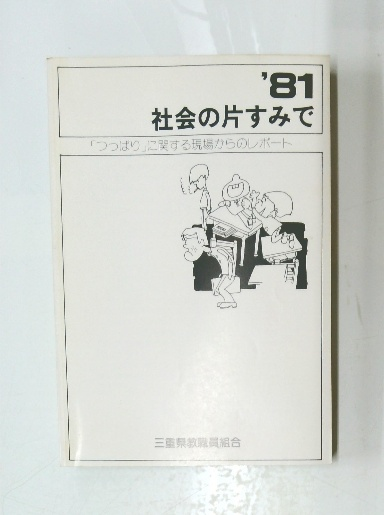 '81
社会の片すみで
「つっぱり」に関する現場からのレポート
三重県教職員組合